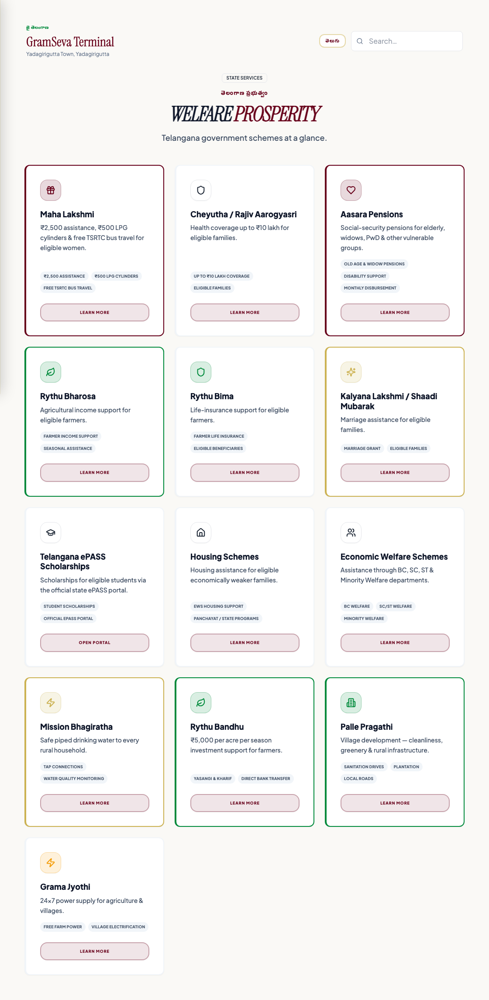 జై తెలంగాణ
GramSeva Terminal
Yadagirigutta Town, Yadagirigutta
తెలుగు
Search...
STATE SERVICES
తెలంగాణ ప్రభుత్వం
WELFARE PROSPERITY
Telangana government schemes at a glance.
Maha Lakshmi
₹2,500 assistance, ₹500 LPG
cylinders & free TSRTC bus travel for
eligible women.
₹2,500 ASSISTANCE
₹500 LPG CYLINDERS
FREE TSRTC BUS TRAVEL
LEARN MORE
Cheyutha / Rajiv Aarogyasri
Health coverage up to ₹10 lakh for
eligible families.
UP TO ₹10 LAKH COVERAGE
ELIGIBLE FAMILIES
LEARN MORE
Aasara Pensions
Social-security pensions for elderly,
widows, PwD & other vulnerable
groups.
OLD AGE & WIDOW PENSIONS
DISABILITY SUPPORT
MONTHLY DISBURSEMENT
LEARN MORE
Rythu Bharosa
Agricultural income support for
eligible farmers.
FARMER INCOME SUPPORT
SEASONAL ASSISTANCE
LEARN MORE
Rythu Bima
Life-insurance support for eligible
farmers.
FARMER LIFE INSURANCE
ELIGIBLE BENEFICIARIES
LEARN MORE
Kalyana Lakshmi / Shaadi
Mubarak
Marriage assistance for eligible
families.
MARRIAGE GRANT
ELIGIBLE FAMILIES
LEARN MORE
Telangana ePASS
Scholarships
Scholarships for eligible students via
the official state ePASS portal.
STUDENT SCHOLARSHIPS
OFFICIAL EPASS PORTAL
OPEN PORTAL
Housing Schemes
Housing assistance for eligible
economically weaker families.
EWS HOUSING SUPPORT
PANCHAYAT / STATE PROGRAMS
LEARN MORE
Economic Welfare Schemes
Assistance through BC, SC, ST &
Minority Welfare departments.
BC WELFARE
SC/ST WELFARE
MINORITY WELFARE
LEARN MORE
Mission Bhagiratha
Safe piped drinking water to every
rural household.
TAP CONNECTIONS
WATER QUALITY MONITORING
LEARN MORE
Rythu Bandhu
₹5,000 per acre per season
investment support for farmers.
YASANGI & KHARIF
DIRECT BANK TRANSFER
LEARN MORE
Palle Pragathi
Village development — cleanliness,
greenery & rural infrastructure.
SANITATION DRIVES
PLANTATION
LOCAL ROADS
LEARN MORE
Grama Jyothi
24×7 power supply for agriculture &
villages.
FREE FARM POWER
VILLAGE ELECTRIFICATION
LEARN MORE